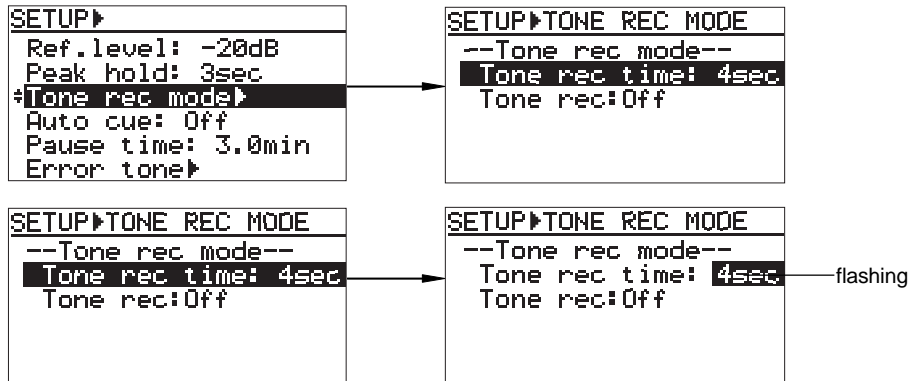 SETUP▶
Ref.level: -20dB
Peak hold: 3sec
Tone rec mode▶
Auto cue: Off
Pause time: 3.0min
Error tone▶
SETUP▶TONE REC MODE
--Tone rec mode--
Tone rec time: 4sec
Tone rec:Off
SETUP▶TONE REC MODE
--Tone rec mode--
Tone rec time: 4sec
Tone rec:Off
SETUP▶TONE REC MODE
--Tone rec mode--
Tone rec time: 4sec
Tone rec:Off
flashing